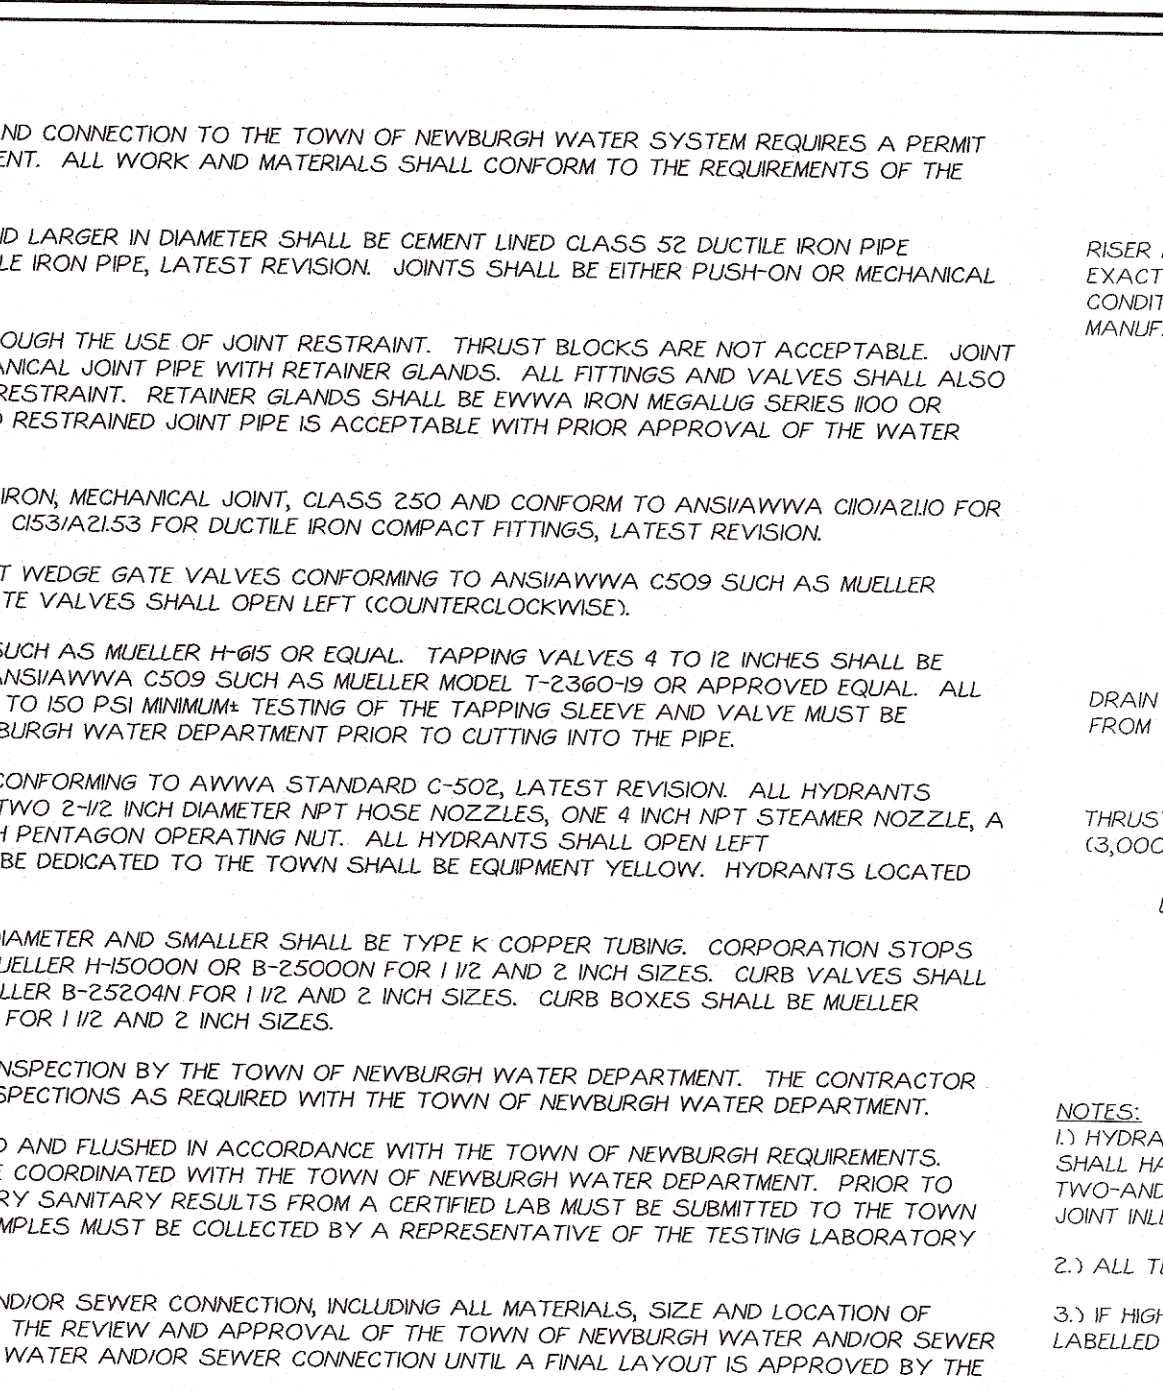 ND CONNECTION TO THE TOWN OF NEWBURGH WATER SYSTEM REQUIRES A PERMIT
ENT. ALL WORK AND MATERIALS SHALL CONFORM TO THE REQUIREMENTS OF THE
ND LARGER IN DIAMETER SHALL BE CEMENT LINED CLASS 52 DUCTILE IRON PIPE
LE IRON PIPE, LATEST REVISION. JOINTS SHALL BE EITHER PUSH-ON OR MECHANICAL
OUGH THE USE OF JOINT RESTRAINT. THRUST BLOCKS ARE NOT ACCEPTABLE. JOINT
ANICAL JOINT PIPE WITH RETAINER GLANDS. ALL FITTINGS AND VALVES SHALL ALSO
RESTRAINT. RETAINER GLANDS SHALL BE EWWA IRON MEGALUG SERIES 1100 OR
D RESTRAINED JOINT PIPE IS ACCEPTABLE WITH PRIOR APPROVAL OF THE WATER
IRON, MECHANICAL JOINT, CLASS 250 AND CONFORM TO ANSI/AWWA C110/A21.10 FOR
C153/A21.53 FOR DUCTILE IRON COMPACT FITTINGS, LATEST REVISION.
T WEDGE GATE VALVES CONFORMING TO ANSI/AWWA C509 SUCH AS MUELLER
TE VALVES SHALL OPEN LEFT (COUNTERCLOCKWISE).
SUCH AS MUELLER H-615 OR EQUAL. TAPPING VALVES 4 TO 12 INCHES SHALL BE
ANSI/AWWA C509 SUCH AS MUELLER MODEL T-2360-19 OR APPROVED EQUAL. ALL
TO 150 PSI MINIMUM± TESTING OF THE TAPPING SLEEVE AND VALVE MUST BE
BURGH WATER DEPARTMENT PRIOR TO CUTTING INTO THE PIPE.
CONFORMING TO AWWA STANDARD C-502, LATEST REVISION. ALL HYDRANTS
TWO 2-1/2 INCH DIAMETER NPT HOSE NOZZLES, ONE 4 INCH NPT STEAMER NOZZLE, A
H PENTAGON OPERATING NUT. ALL HYDRANTS SHALL OPEN LEFT
BE DEDICATED TO THE TOWN SHALL BE EQUIPMENT YELLOW. HYDRANTS LOCATED
DIAMETER AND SMALLER SHALL BE TYPE K COPPER TUBING. CORPORATION STOPS
UELLER H-15000N OR B-25000N FOR 1 1/2 AND 2 INCH SIZES. CURB VALVES SHALL
LLER B-25204N FOR 1 1/2 AND 2 INCH SIZES. CURB BOXES SHALL BE MUELLER
FOR 1 1/2 AND 2 INCH SIZES.
NSPECTION BY THE TOWN OF NEWBURGH WATER DEPARTMENT. THE CONTRACTOR
SPECTIONS AS REQUIRED WITH THE TOWN OF NEWBURGH WATER DEPARTMENT.
D AND FLUSHED IN ACCORDANCE WITH THE TOWN OF NEWBURGH REQUIREMENTS.
E COORDINATED WITH THE TOWN OF NEWBURGH WATER DEPARTMENT. PRIOR TO
RY SANITARY RESULTS FROM A CERTIFIED LAB MUST BE SUBMITTED TO THE TOWN
MPLES MUST BE COLLECTED BY A REPRESENTATIVE OF THE TESTING LABORATORY
ND/OR SEWER CONNECTION, INCLUDING ALL MATERIALS, SIZE AND LOCATION OF
THE REVIEW AND APPROVAL OF THE TOWN OF NEWBURGH WATER AND/OR SEWER
WATER AND/OR SEWER CONNECTION UNTIL A FINAL LAYOUT IS APPROVED BY THE
RISER
EXACT
CONDIT
MANUF
DRAIN
FROM
THRUST
(3,000
NOTES:
1.) HYDRA
SHALL HA
TWO-AND
JOINT INLE
2.) ALL T
3.) IF HIGH
LABELLED